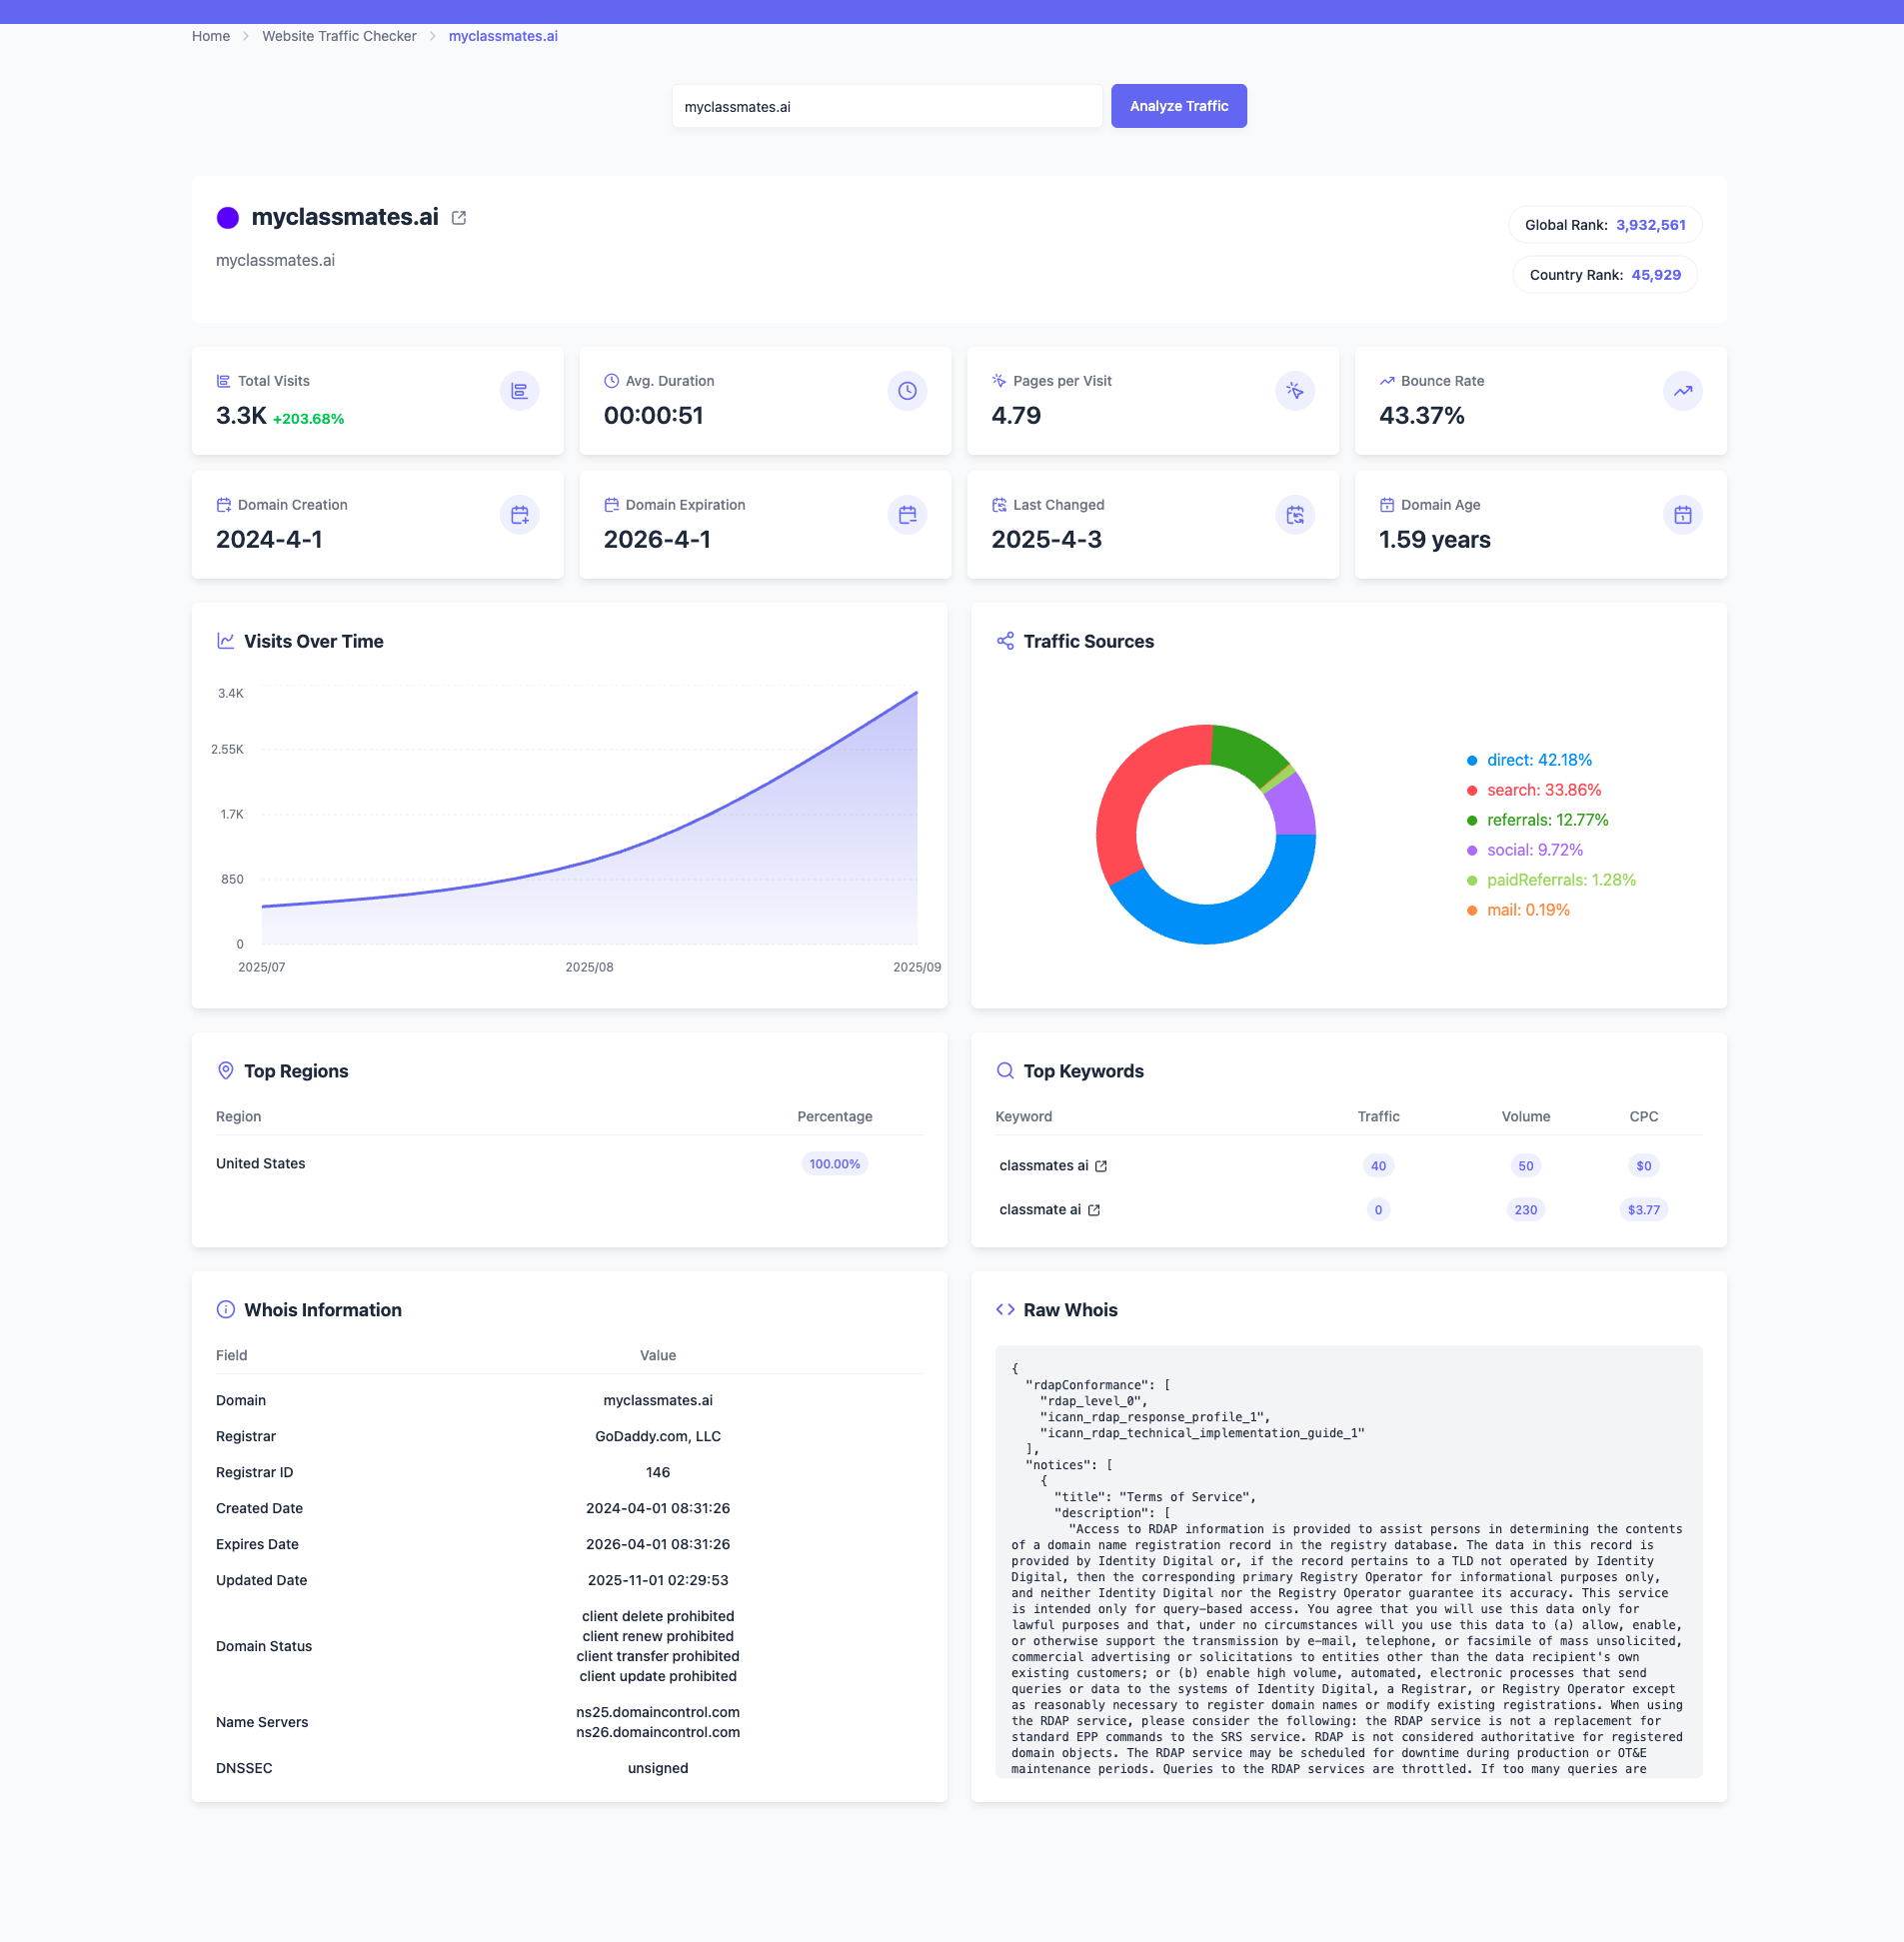 Home > Website Traffic Checker > myclassmates.ai
myclassmates.ai
Analyze Traffic
myclassmates.ai
myclassmates.ai
Global Rank: 3,932,561
Country Rank: 45,929
Total Visits
3.3K +203.68%
Avg. Duration
00:00:51
Pages per Visit
4.79
Bounce Rate
43.37%
Domain Creation
2024-4-1
Domain Expiration
2026-4-1
Last Changed
2025-4-3
Domain Age
1.59 years
Visits Over Time
3.4K
2.55K
1.7K
850
0
2025/07 2025/08 2025/09
Traffic Sources
direct: 42.18%
search: 33.86%
referrals: 12.77%
social: 9.72%
paidReferrals: 1.28%
mail: 0.19%
Top Regions
Region Percentage
United States 100.00%
Top Keywords
Keyword Traffic Volume CPC
classmates ai 40 50 $0
classmate ai 0 230 $3.77
Whois Information
Field Value
Domain myclassmates.ai
Registrar GoDaddy.com, LLC
Registrar ID 146
Created Date 2024-04-01 08:31:26
Expires Date 2026-04-01 08:31:26
Updated Date 2025-11-01 02:29:53
Domain Status
client delete prohibited
client renew prohibited
client transfer prohibited
client update prohibited
Name Servers
ns25.domaincontrol.com
ns26.domaincontrol.com
DNSSEC unsigned
Raw Whois
{
"rdapConformance": [
"rdap_level_0",
"icann_rdap_response_profile_1",
"icann_rdap_technical_implementation_guide_1"
],
"notices": [
{
"title": "Terms of Service",
"description": [
"Access to RDAP information is provided to assist persons in determining the contents
of a domain name registration record in the registry database. The data in this record is
provided by Identity Digital or, if the record pertains to a TLD not operated by Identity
Digital, then the corresponding primary Registry Operator for informational purposes only,
and neither Identity Digital nor the Registry Operator guarantee its accuracy. This service
is intended only for query-based access. You agree that you will use this data only for
lawful purposes and that, under no circumstances will you use this data to (a) allow, enable,
or otherwise support the transmission by e-mail, telephone, or facsimile of mass unsolicited,
commercial advertising or solicitations to entities other than the data recipient's own
existing customers; or (b) enable high volume, automated, electronic processes that send
queries or data to the systems of Identity Digital, a Registrar, or Registry Operator except
as reasonably necessary to register domain names or modify existing registrations. When using
the RDAP service, please consider the following: the RDAP service is not a replacement for
standard EPP commands to the SRS service. RDAP is not considered authoritative for registered
domain objects. The RDAP service may be scheduled for downtime during production or OT&E
maintenance periods. Queries to the RDAP services are throttled. If too many queries are